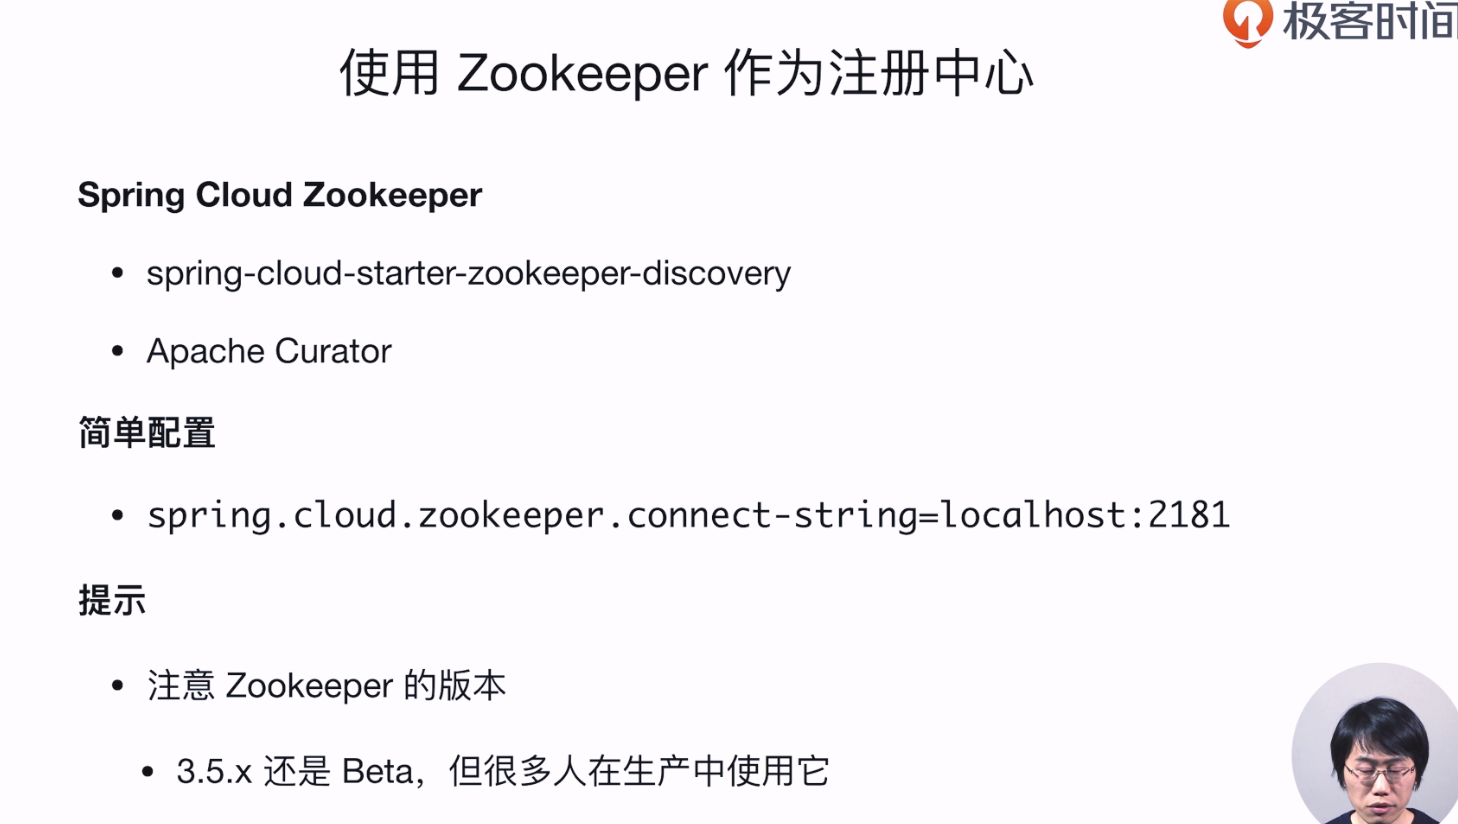 极客时间
使用 Zookeeper 作为注册中心
Spring Cloud Zookeeper
• spring-cloud-starter-zookeeper-discovery
• Apache Curator
简单配置
• spring.cloud.zookeeper.connect-string=localhost:2181
提示
• 注意 Zookeeper 的版本
• 3.5.x 还是 Beta，但很多人在生产中使用它